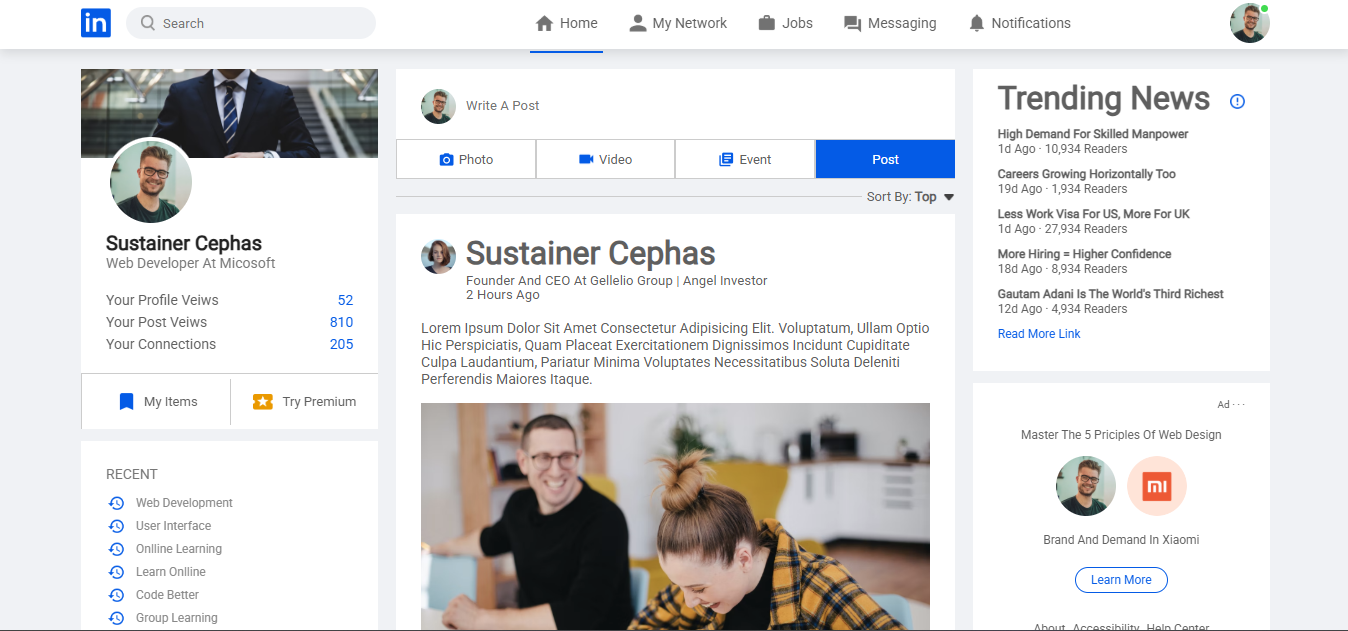 in
Search
Home
My Network
Jobs
Messaging
Notifications
Sustainer Cephas
Web Developer At Micosoft
Your Profile Veiws 52
Your Post Veiws 810
Your Connections 205
My Items
Try Premium
RECENT
Web Development
User Interface
Onlline Learning
Learn Onlline
Code Better
Group Learning
Write A Post
Photo
Video
Event
Post
Sort By: Top
Sustainer Cephas
Founder And CEO At Gellelio Group | Angel Investor
2 Hours Ago
Lorem Ipsum Dolor Sit Amet Consectetur Adipisicing Elit. Voluptatum, Ullam Optio
Hic Perspiciatis, Quam Placeat Exercitationem Dignissimos Incidunt Cupiditate
Culpa Laudantium, Pariatur Minima Voluptates Necessitatibus Soluta Deleniti
Perferendis Maiores Itaque.
Trending News
High Demand For Skilled Manpower
1d Ago · 10,934 Readers
Careers Growing Horizontally Too
19d Ago · 1,934 Readers
Less Work Visa For US, More For UK
1d Ago · 27,934 Readers
More Hiring = Higher Confidence
18d Ago · 8,934 Readers
Gautam Adani Is The World's Third Richest
12d Ago · 4,934 Readers
Read More Link
Ad · · ·
Master The 5 Priciples Of Web Design
mi
Brand And Demand In Xiaomi
Learn More
About Accessibility Help Center